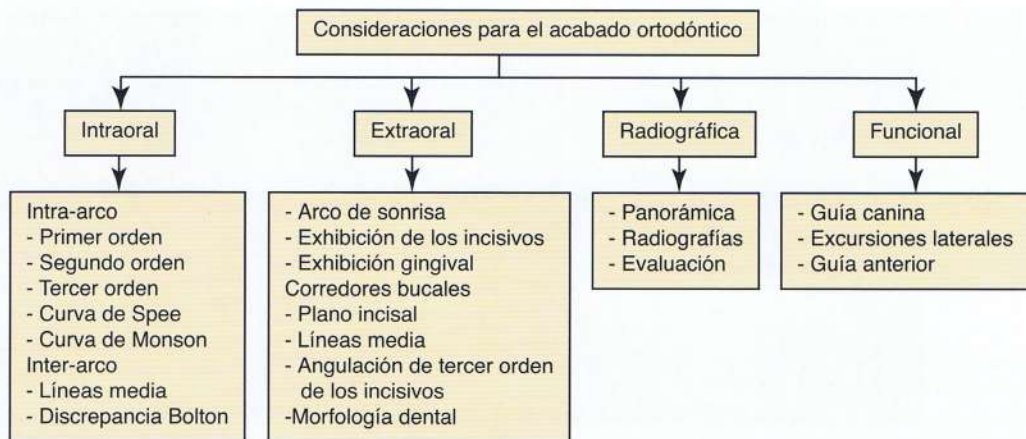 Consideraciones para el acabado ortodóntico
Intraoral
Extraoral
Radiográfica
Funcional
Intra-arco
- Primer orden
- Segundo orden
- Tercer orden
- Curva de Spee
- Curva de Monson
Inter-arco
- Líneas media
- Discrepancia Bolton
- Arco de sonrisa
- Exhibición de los incisivos
- Exhibición gingival
Corredores bucales
- Plano incisal
- Líneas media
- Angulación de tercer orden
de los incisivos
-Morfología dental
- Panorámica
- Radiografías
- Evaluación
- Guía canina
- Excursiones laterales
- Guía anterior